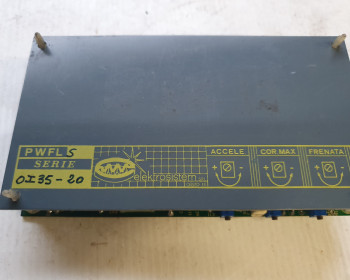 PWFL 5
SERIE
OI35-20
elektrosistem
ACCELE
COR.MAX
FRENATA
- +
- +
- +